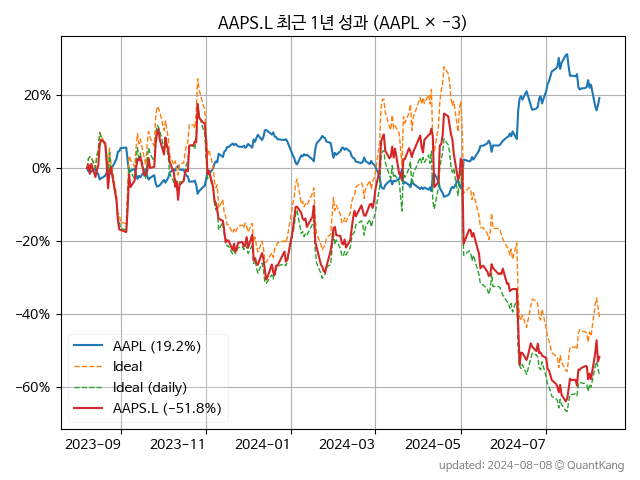 AAPS.L 최근 1년 성과 (AAPL × −3)
20%
0%
−20%
−40%
−60%
AAPL (19.2%)
Ideal
Ideal (daily)
AAPS.L (−51.8%)
2023-09
2023-11
2024-01
2024-03
2024-05
2024-07
updated: 2024-08-08 © QuantKang